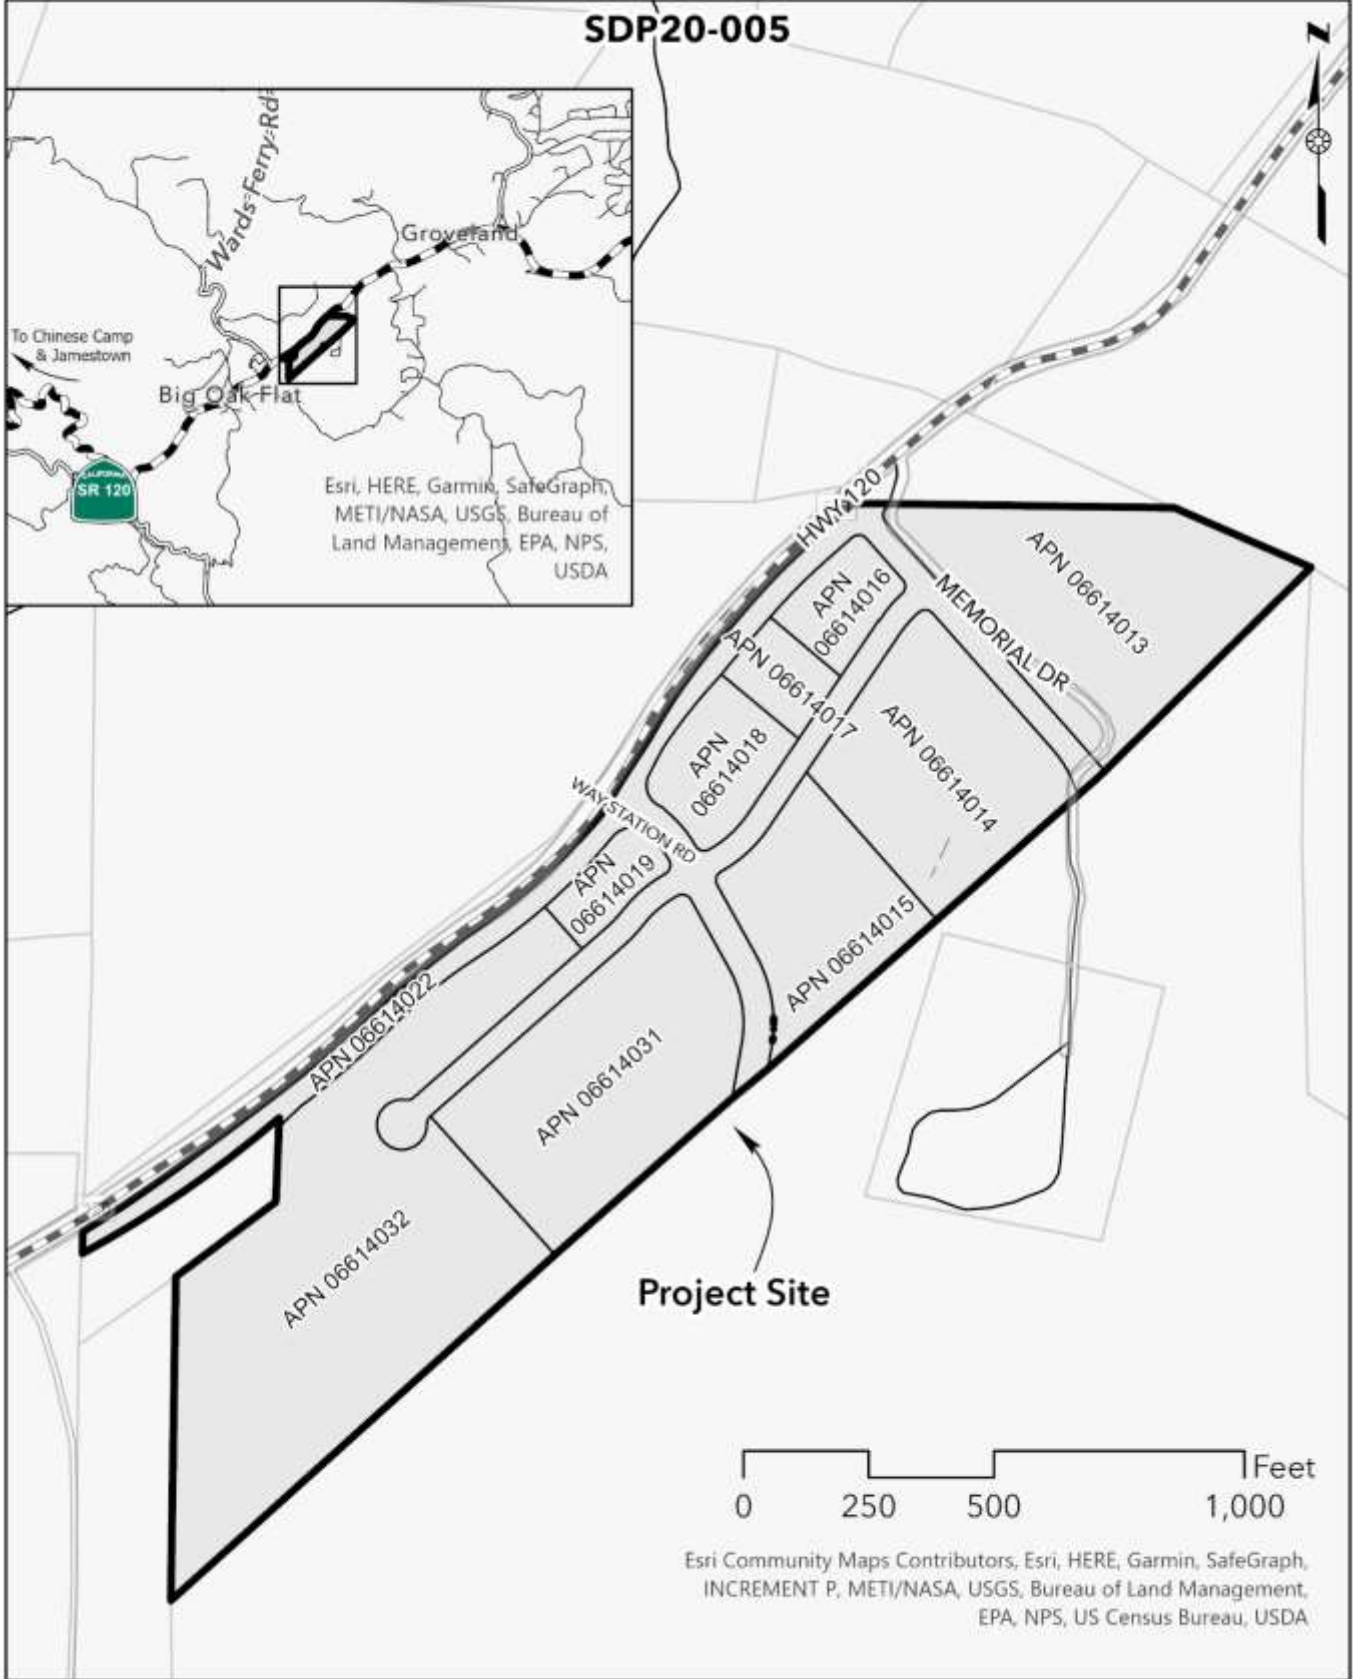 SDP20-005
N
Wards-Ferry-Rd
Groveland
To Chinese Camp
& Jamestown
Big Oak Flat
CALIFORNIA
SR 120
Esri, HERE, Garmin, SafeGraph,
METI/NASA, USGS, Bureau of
Land Management, EPA, NPS,
USDA
HWY 120
APN 06614013
MEMORIAL DR
APN
06614016
APN 06614017
APN 06614014
APN
06614018
WAY STATION RD
APN
06614019
APN 06614015
APN 06614022
APN 06614031
APN 06614032
Project Site
Feet
0 250 500 1,000
Esri Community Maps Contributors, Esri, HERE, Garmin, SafeGraph,
INCREMENT P, METI/NASA, USGS, Bureau of Land Management,
EPA, NPS, US Census Bureau, USDA